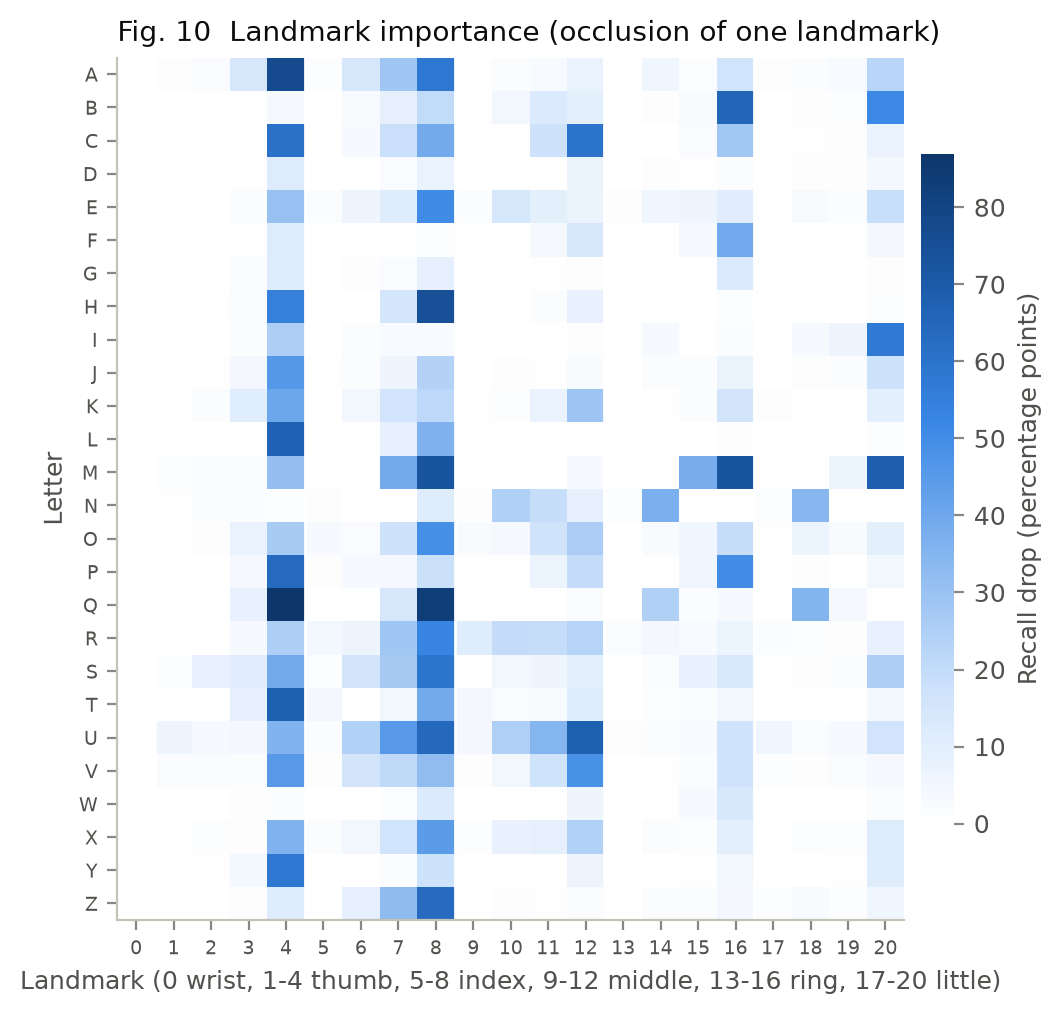 Fig. 10  Landmark importance (occlusion of one landmark)
Letter
A
B
C
D
E
F
G
H
I
J
K
L
M
N
O
P
Q
R
S
T
U
V
W
X
Y
Z
0 1 2 3 4 5 6 7 8 9 10 11 12 13 14 15 16 17 18 19 20
Landmark (0 wrist, 1-4 thumb, 5-8 index, 9-12 middle, 13-16 ring, 17-20 little)
80
70
60
50
40
30
20
10
0
Recall drop (percentage points)